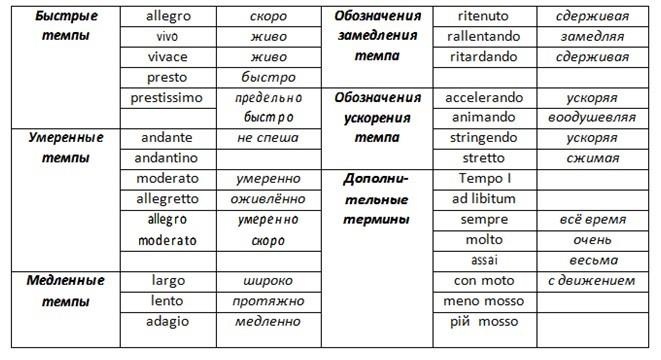 Быстрые allegro скоро Обозначения ritenuto сдерживая
темпы vivo живо замедления rallentando замедляя
vivace живо темпа ritardando сдерживая
presto быстро
prestissimo предельно Обозначения accelerando ускоряя
быстро ускорения animando воодушевляя
Умеренные andante не спеша темпа stringendo ускоряя
темпы andantino stretto сжимая
moderato умеренно Дополни- Tempo I
allegretto оживлённо тельные ad libitum
allegro умеренно термины sempre всё время
moderato скоро molto очень
assai весьма
Медленные largo широко con moto с движением
темпы lento протяжно meno mosso
adagio медленно рій mosso